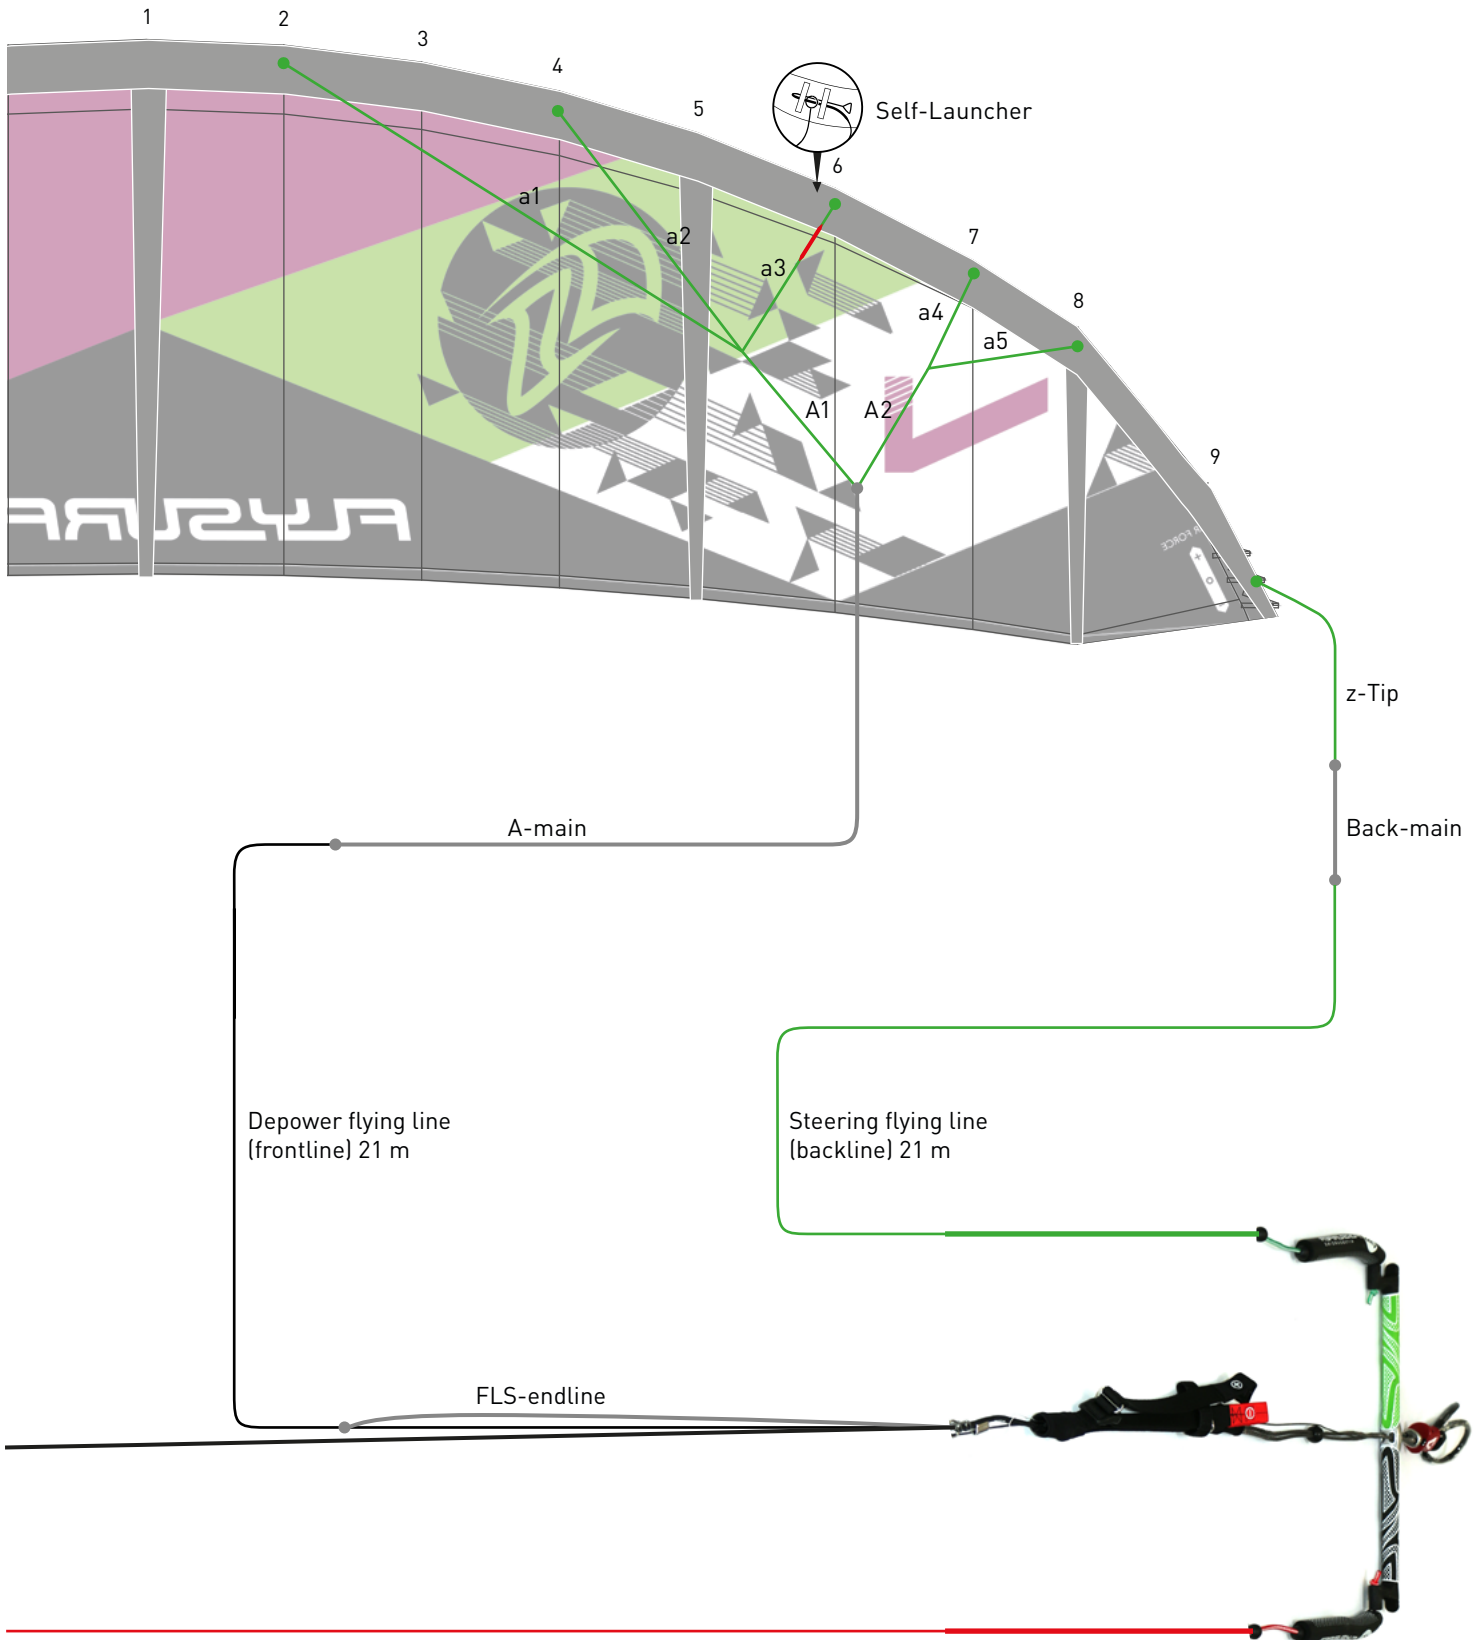 1
2
3
4
5
6
7
8
9
Self-Launcher
a1
a2
a3
a4
a5
A1
A2
R FORCE
z-Tip
A-main
Back-main
Depower flying line
(frontline) 21 m
Steering flying line
(backline) 21 m
FLS-endline